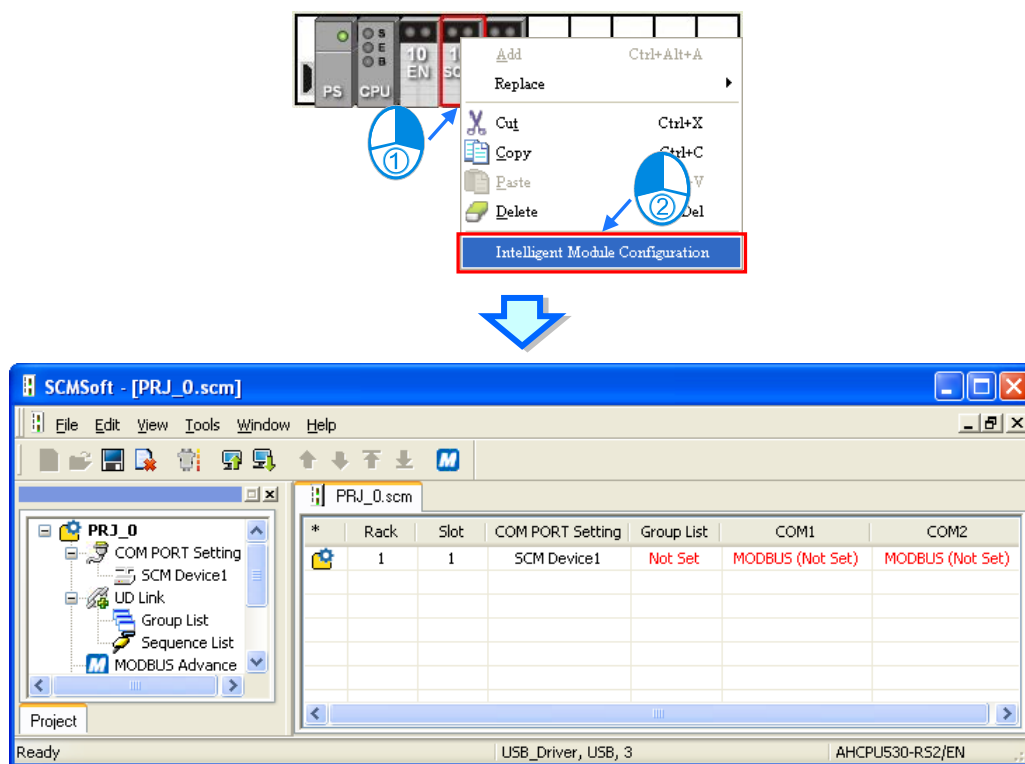 S
E
B
PS
CPU
10
EN
Add Ctrl+Alt+A
Replace
Cut Ctrl+X
①
Copy Ctrl+C
Paste
Delete
②
Intelligent Module Configuration
SCMSoft - [PRJ_0.scm]
File Edit View Tools Window Help
M
PRJ_0.scm
PRJ_0
COM PORT Setting
SCM Device1
UD Link
Group List
Sequence List
M MODBUS Advance
Project
* Rack Slot COM PORT Setting Group List COM1 COM2
1 1 SCM Device1 Not Set MODBUS (Not Set) MODBUS (Not Set)
Ready USB_Driver, USB, 3 AHCPU530-RS2/EN